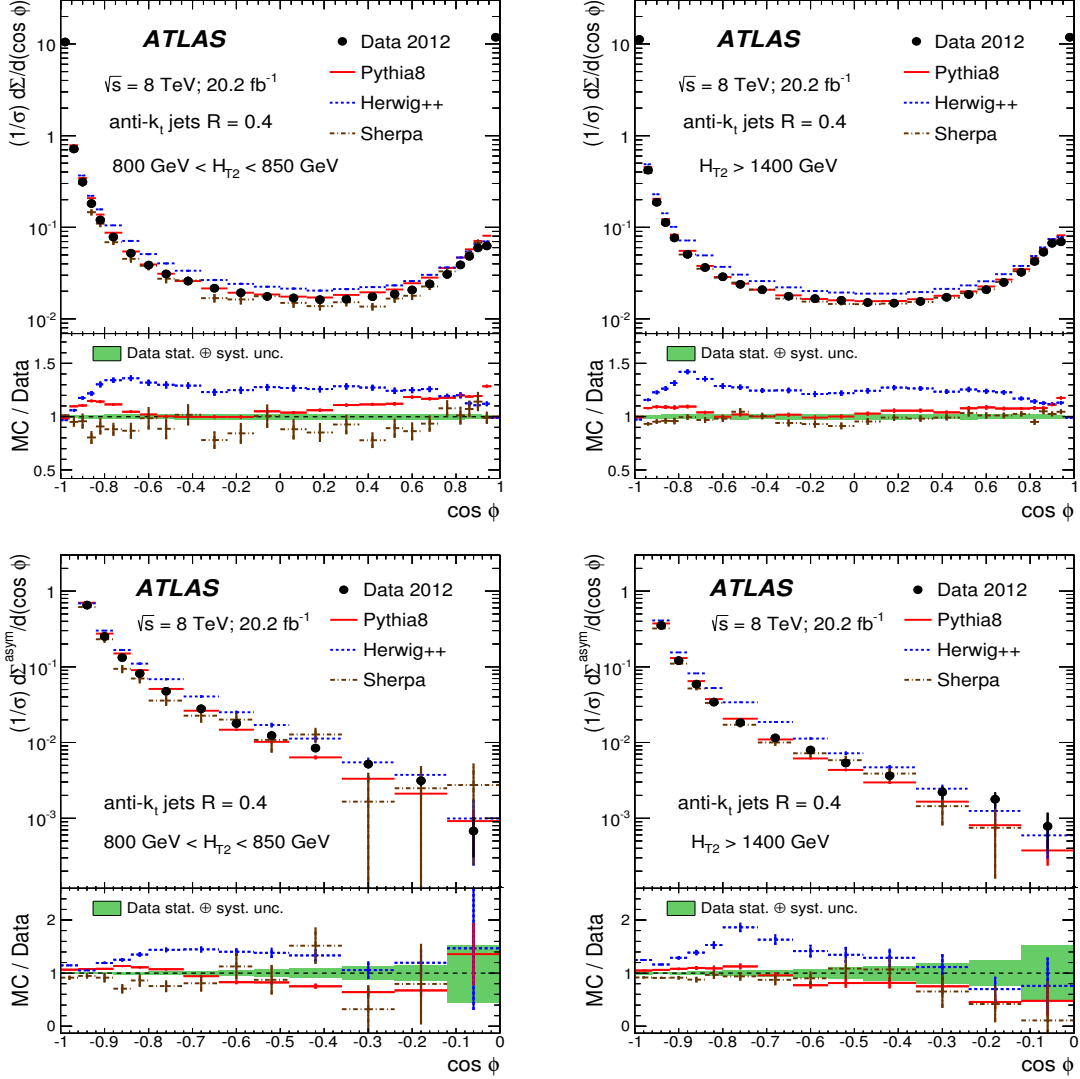 (1/σ) dΣ/d(cos φ)
10
1
10⁻¹
10⁻²
ATLAS
√s = 8 TeV; 20.2 fb⁻¹
anti-kₜ jets R = 0.4
800 GeV < H_T2 < 850 GeV
Data 2012
Pythia8
Herwig++
Sherpa
MC / Data
1.5
1
0.5
Data stat. ⊕ syst. unc.
-1 -0.8 -0.6 -0.4 -0.2 0 0.2 0.4 0.6 0.8 1
cos φ
(1/σ) dΣ/d(cos φ)
10
1
10⁻¹
10⁻²
ATLAS
√s = 8 TeV; 20.2 fb⁻¹
anti-kₜ jets R = 0.4
H_T2 > 1400 GeV
Data 2012
Pythia8
Herwig++
Sherpa
MC / Data
1.5
1
0.5
Data stat. ⊕ syst. unc.
-1 -0.8 -0.6 -0.4 -0.2 0 0.2 0.4 0.6 0.8 1
cos φ
(1/σ) dΣ^asym/d(cos φ)
1
10⁻¹
10⁻²
10⁻³
ATLAS
√s = 8 TeV; 20.2 fb⁻¹
Data 2012
Pythia8
Herwig++
Sherpa
anti-kₜ jets R = 0.4
800 GeV < H_T2 < 850 GeV
MC / Data
2
1
0
Data stat. ⊕ syst. unc.
-1 -0.9 -0.8 -0.7 -0.6 -0.5 -0.4 -0.3 -0.2 -0.1 0
cos φ
(1/σ) dΣ^asym/d(cos φ)
1
10⁻¹
10⁻²
10⁻³
ATLAS
√s = 8 TeV; 20.2 fb⁻¹
Data 2012
Pythia8
Herwig++
Sherpa
anti-kₜ jets R = 0.4
H_T2 > 1400 GeV
MC / Data
2
1
0
Data stat. ⊕ syst. unc.
-1 -0.9 -0.8 -0.7 -0.6 -0.5 -0.4 -0.3 -0.2 -0.1 0
cos φ